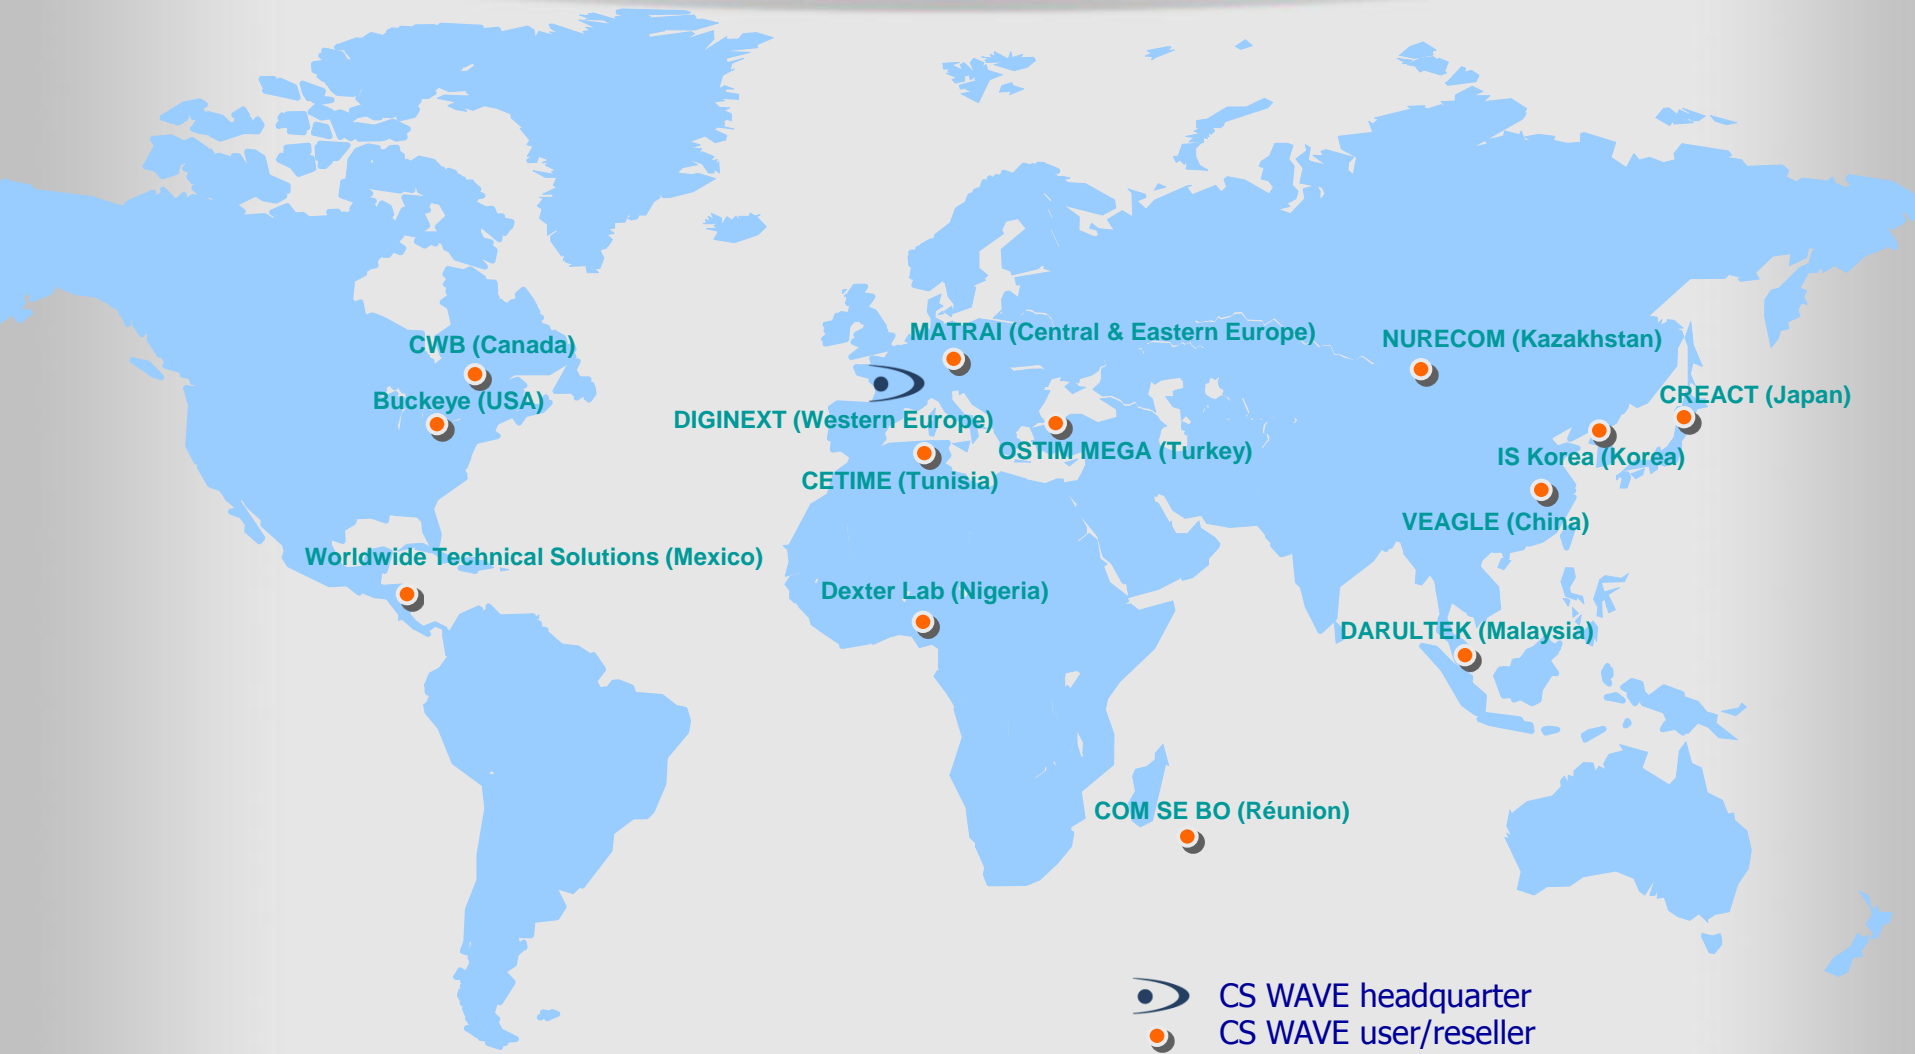 MATRAI (Central & Eastern Europe)
NURECOM (Kazakhstan)
CWB (Canada)
CREACT (Japan)
Buckeye (USA)
DIGINEXT (Western Europe)
OSTIM MEGA (Turkey)
IS Korea (Korea)
CETIME (Tunisia)
VEAGLE (China)
Worldwide Technical Solutions (Mexico)
Dexter Lab (Nigeria)
DARULTEK (Malaysia)
COM SE BO (Réunion)
CS WAVE headquarter
CS WAVE user/reseller